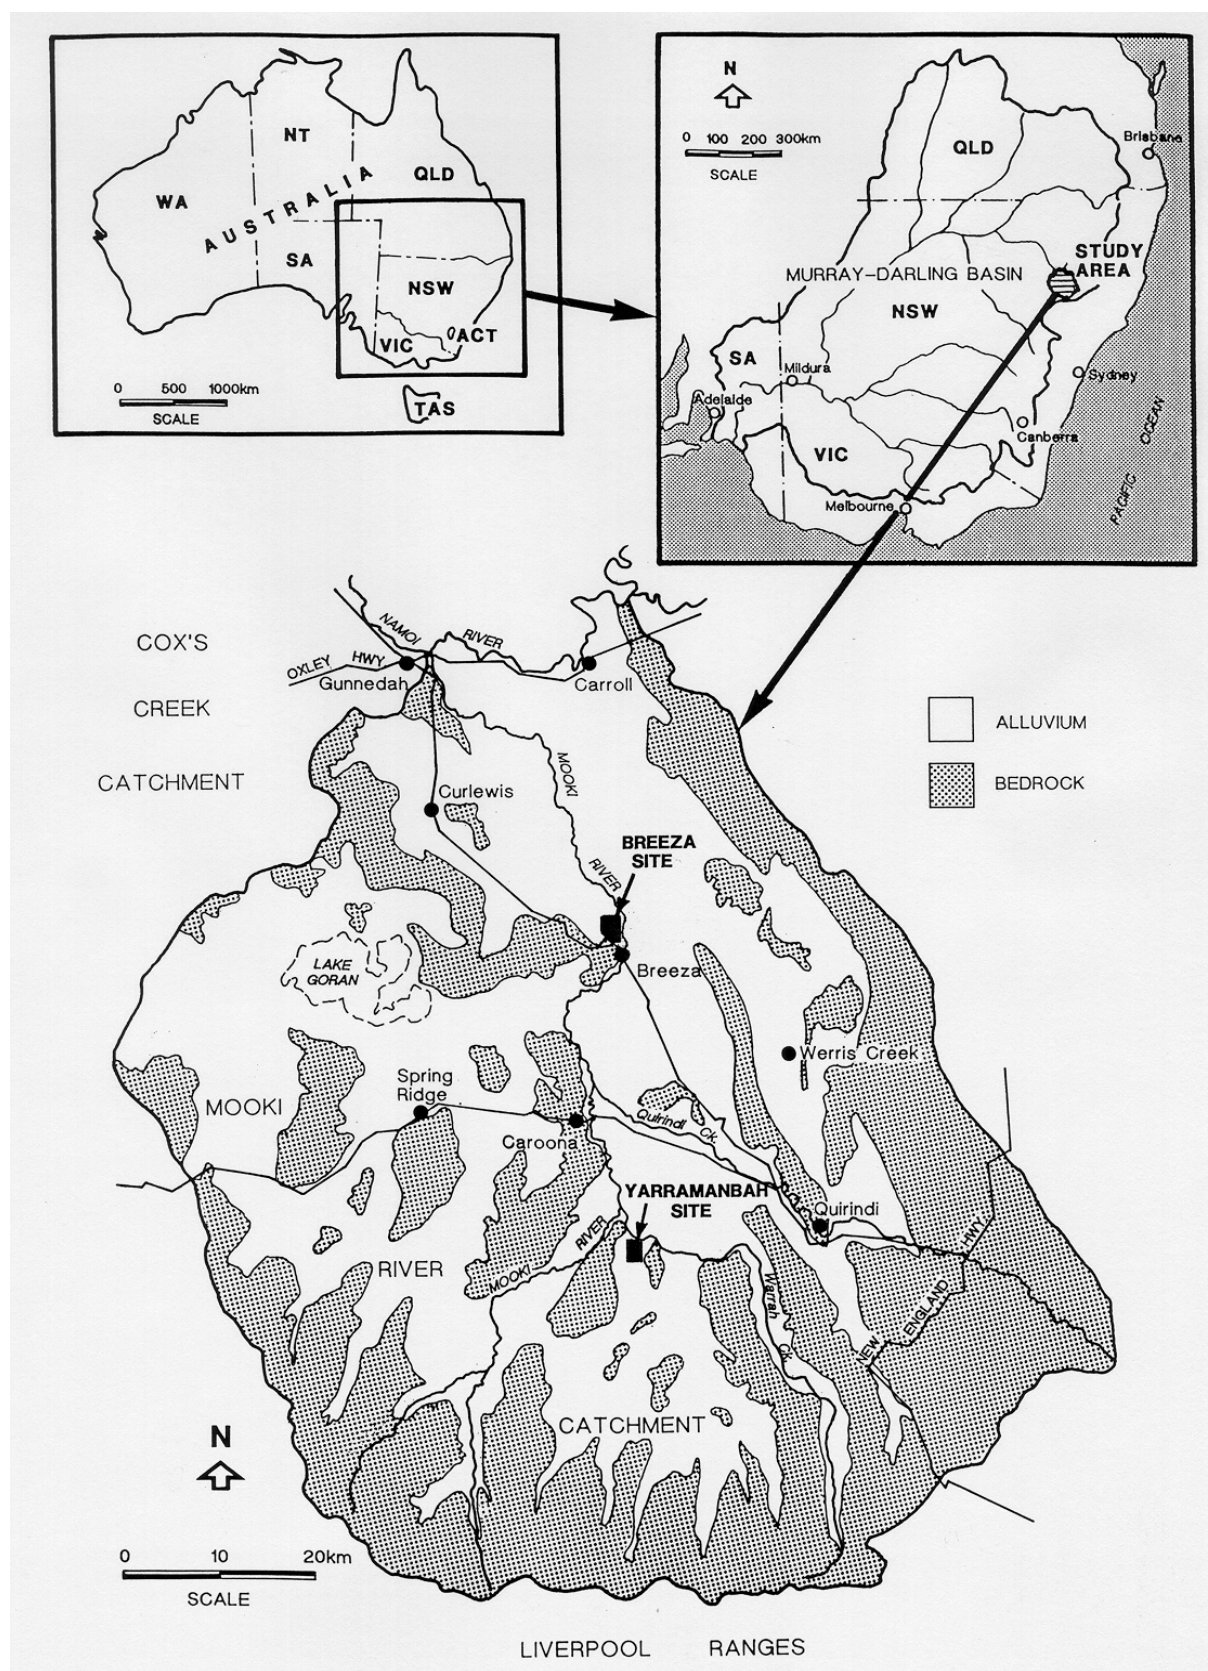 NT
WA
AUSTRALIA
QLD
SA
NSW
VIC
ACT
TAS
0 500 1000km
SCALE
N
0 100 200 300km
SCALE
QLD
Brisbane
STUDY
AREA
MURRAY-DARLING BASIN
NSW
SA
Mildura
Sydney
Adelaide
Canberra
VIC
Melbourne
PACIFIC OCEAN
COX'S
CREEK
CATCHMENT
NAMOI RIVER
OXLEY HWY
Gunnedah
Carroll
ALLUVIUM
BEDROCK
MOOKI RIVER
Curlewis
BREEZA
SITE
LAKE
GORAN
Breeza
Werris Creek
Spring
Ridge
MOOKI
Caroona
Quirindi Ck
YARRAMANBAH
SITE
Quirindi
MOOKI RIVER
RIVER
Warrah Ck
NEW ENGLAND HWY
CATCHMENT
N
0 10 20km
SCALE
LIVERPOOL RANGES